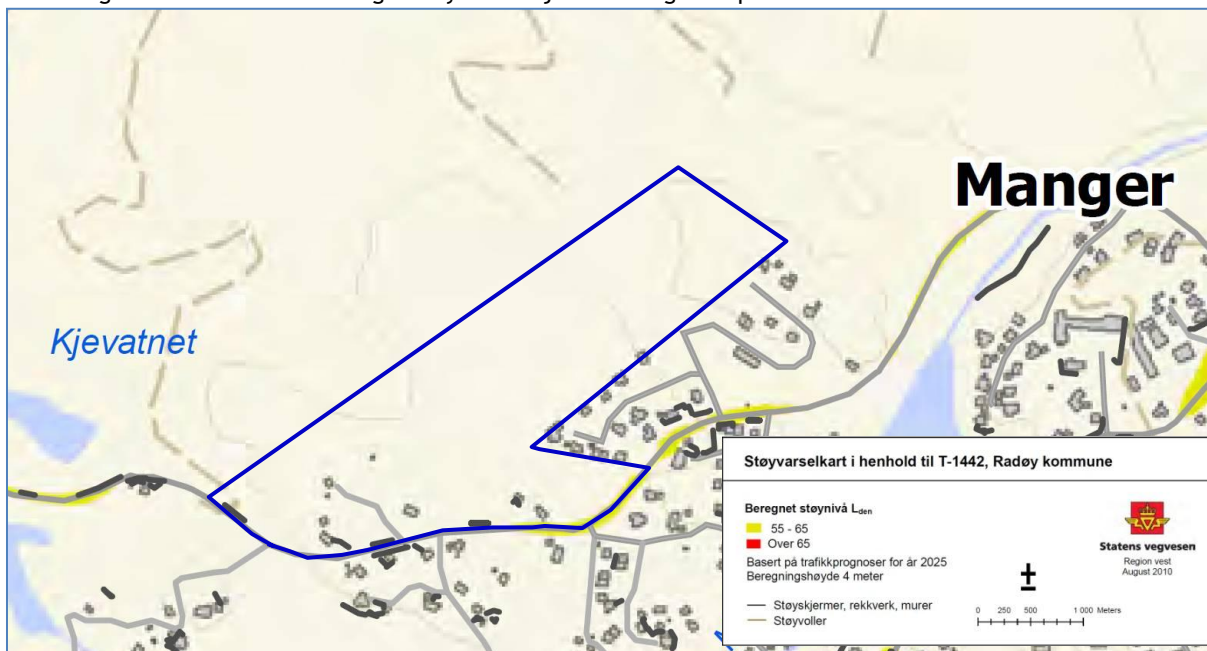 Manger
Kjevatnet
Støyvarselkart i henhold til T-1442, Radøy kommune
Beregnet støynivå Lden
55 - 65
Over 65
Basert på trafikkprognoser for år 2025
Beregningshøyde 4 meter
Støyskjermer, rekkverk, murer
Støyvoller
Statens vegvesen
Region vest
August 2010
0 250 500 1 000 Meters